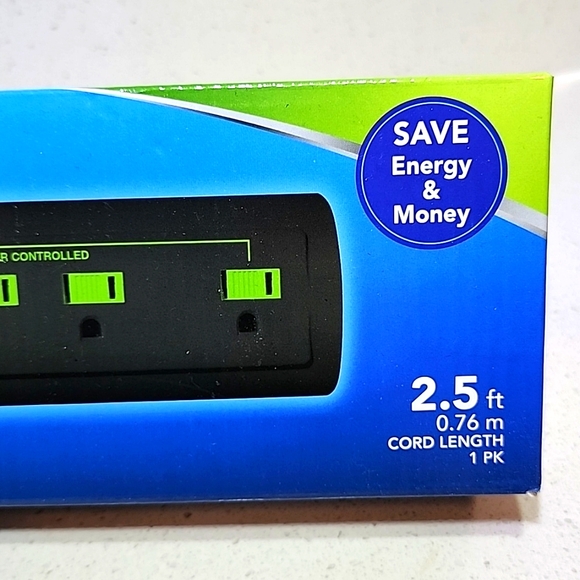 SAVE
Energy
&
Money
CONTROLLED
2.5 ft
0.76 m
CORD LENGTH
1 PK